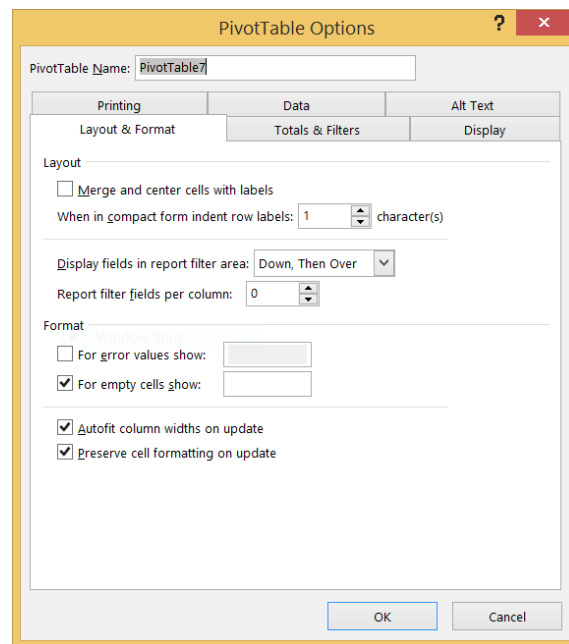 PivotTable Options
?
PivotTable Name: PivotTable7
Printing Data Alt Text
Layout & Format Totals & Filters Display
Layout
Merge and center cells with labels
When in compact form indent row labels: 1 character(s)
Display fields in report filter area: Down, Then Over
Report filter fields per column: 0
Format
Window Snip
For error values show:
For empty cells show:
Autofit column widths on update
Preserve cell formatting on update
OK Cancel